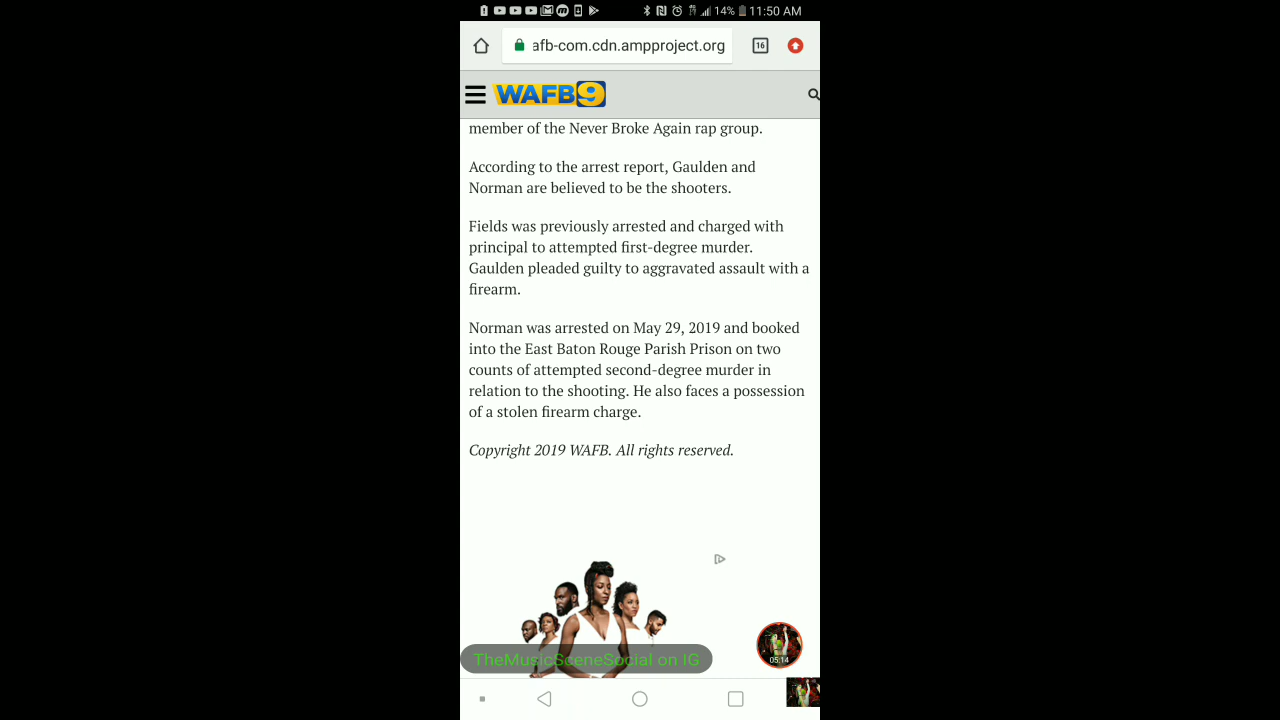 14% 11:50 AM
afb-com.cdn.ampproject.org
16
WAFB9
member of the Never Broke Again rap group.
According to the arrest report, Gaulden and
Norman are believed to be the shooters.
Fields was previously arrested and charged with
principal to attempted first-degree murder.
Gaulden pleaded guilty to aggravated assault with a
firearm.
Norman was arrested on May 29, 2019 and booked
into the East Baton Rouge Parish Prison on two
counts of attempted second-degree murder in
relation to the shooting. He also faces a possession
of a stolen firearm charge.
Copyright 2019 WAFB. All rights reserved.
TheMusicSceneSocial on IG
05:14